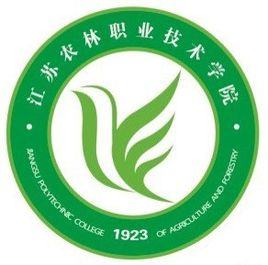 ·江苏农林职业技术学院·
JIANGSU POLYTECHNIC COLLEGE OF AGRICULTURE AND FORESTRY
1923